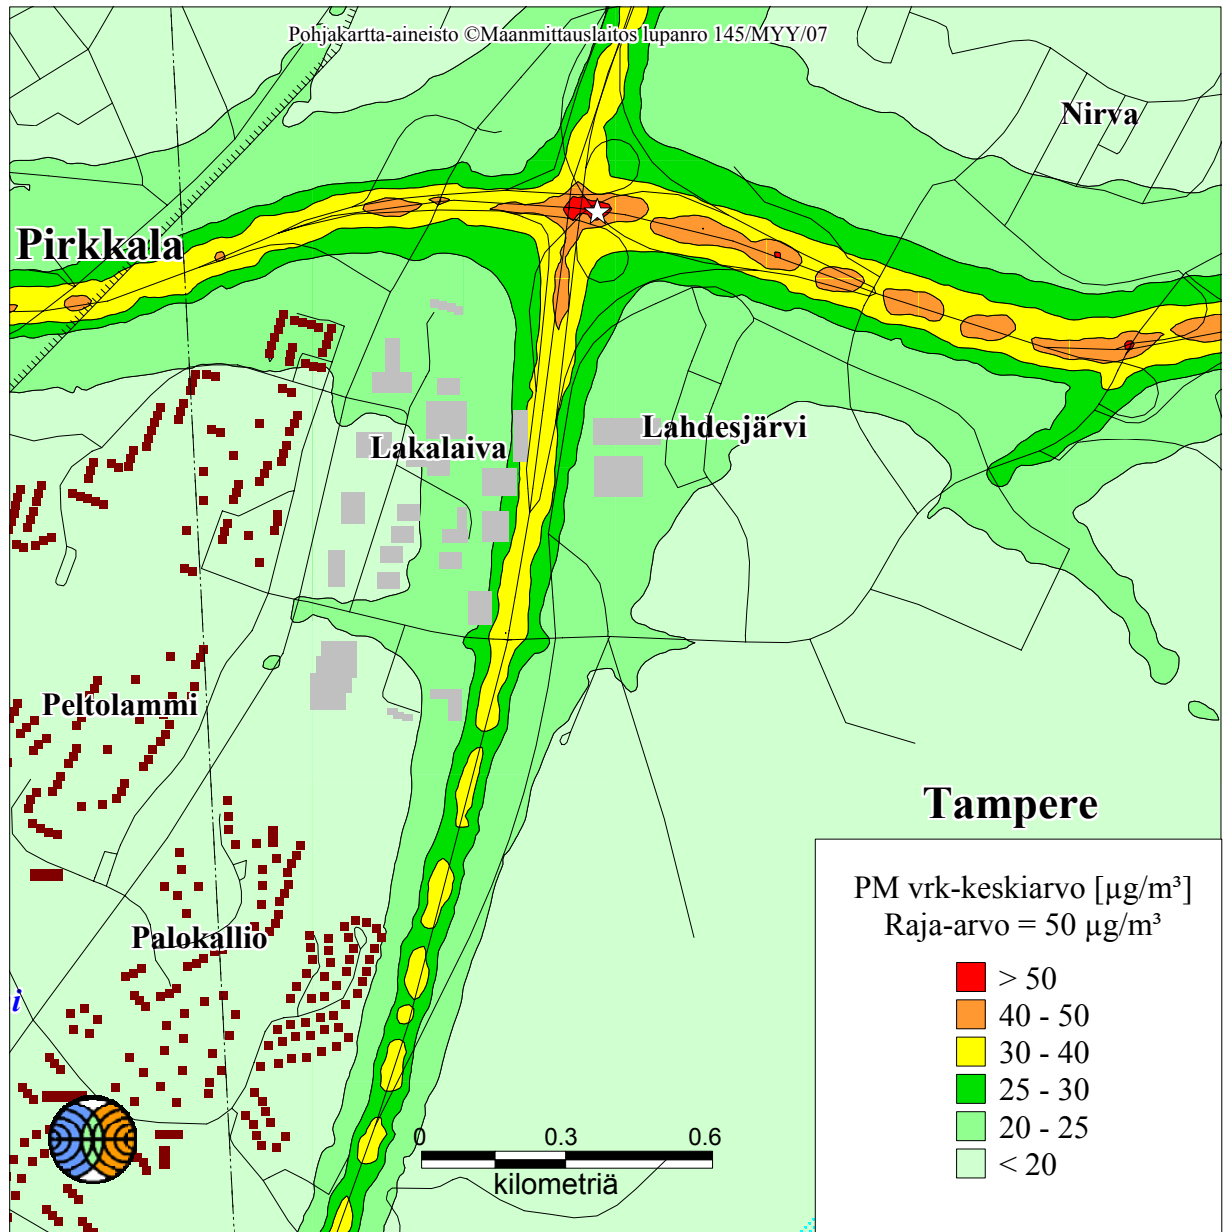 Pohjakartta-aineisto ©Maanmittauslaitos lupanro 145/MYY/07
Nirva
Pirkkala
Lahdesjärvi
Lakalaiva
Peltolammi
Tampere
PM vrk-keskiarvo [µg/m³]
Raja-arvo = 50 µg/m³
Palokallio
> 50
i
40 - 50
30 - 40
25 - 30
20 - 25
< 20
0 0.3 0.6
kilometriä